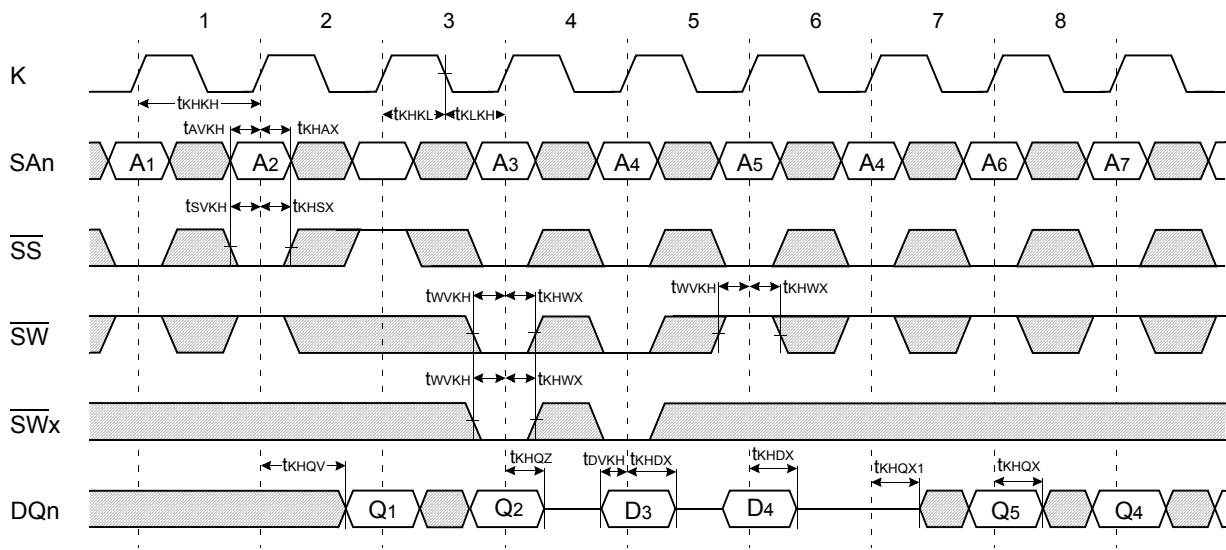 1 2 3 4 5 6 7 8
K
tKHKH tKHKL tKLKH
tAVKH tKHAX
SAn A1 A2 A3 A4 A5 A4 A6 A7
tSVKH tKHSX
SS
tWVKH tKHWX tWVKH tKHWX
SW
tWVKH tKHWX
SWx
tKHQV tKHQZ tDVKH tKHDX tKHDX tKHQX1 tKHQX
DQn Q1 Q2 D3 D4 Q5 Q4